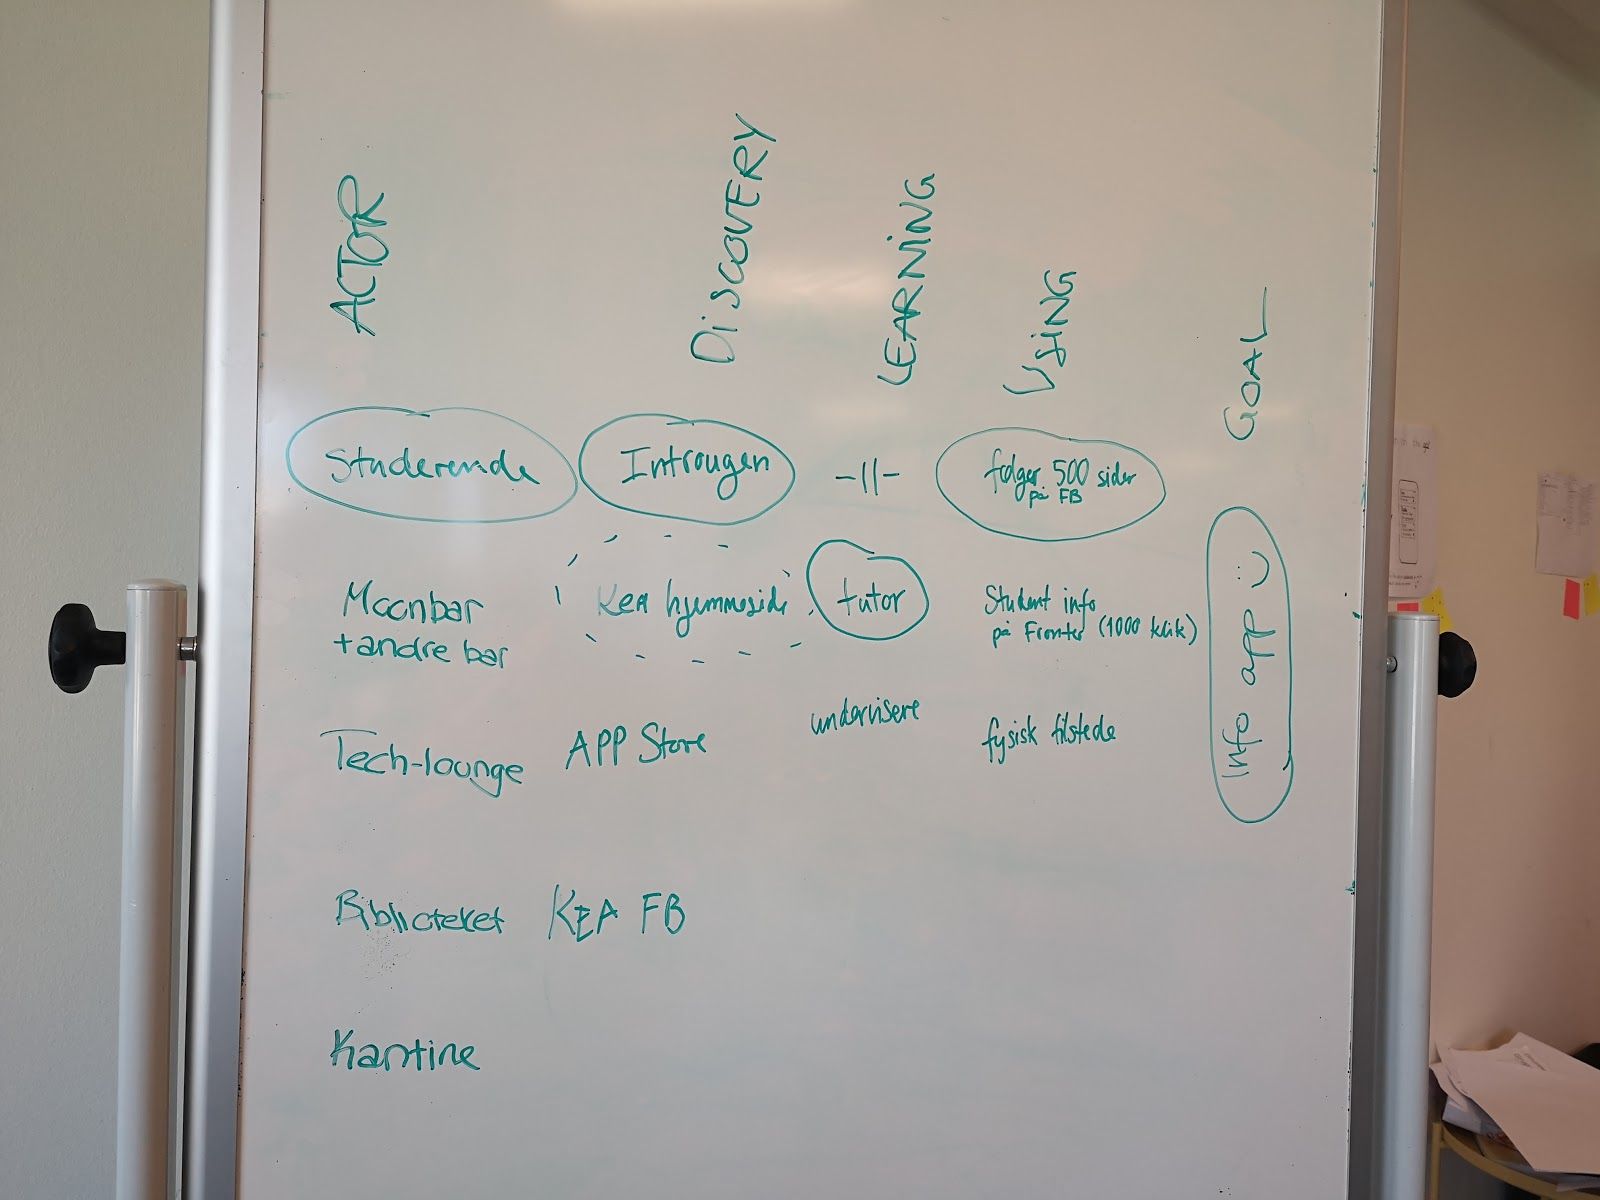 ACTOR
DiSCOVERY
LEARNiNG
USiNG
GOAL
Studerende
Introugen
-||-
følger 500 sider
på FB
Moonbar
+ andre bar
Kea hjemmeside
tutor
Student info
på Fronter (1000 klik)
Info app :)
Tech-lounge
APP Store
undervisere
fysisk tilstede
Biblioteket
KEA FB
Kantine